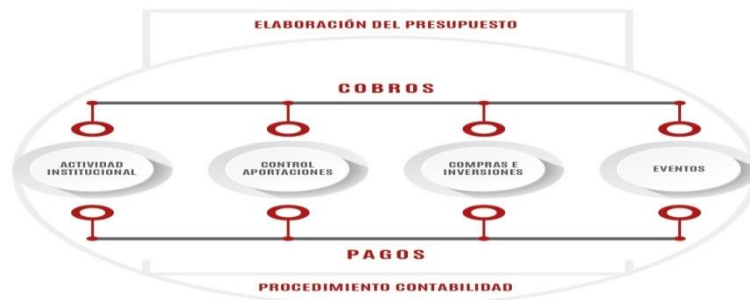 ELABORACIÓN DEL PRESUPUESTO
COBROS
ACTIVIDAD
INSTITUCIONAL
CONTROL
APORTACIONES
COMPRAS E
INVERSIONES
EVENTOS
PAGOS
PROCEDIMIENTO CONTABILIDAD